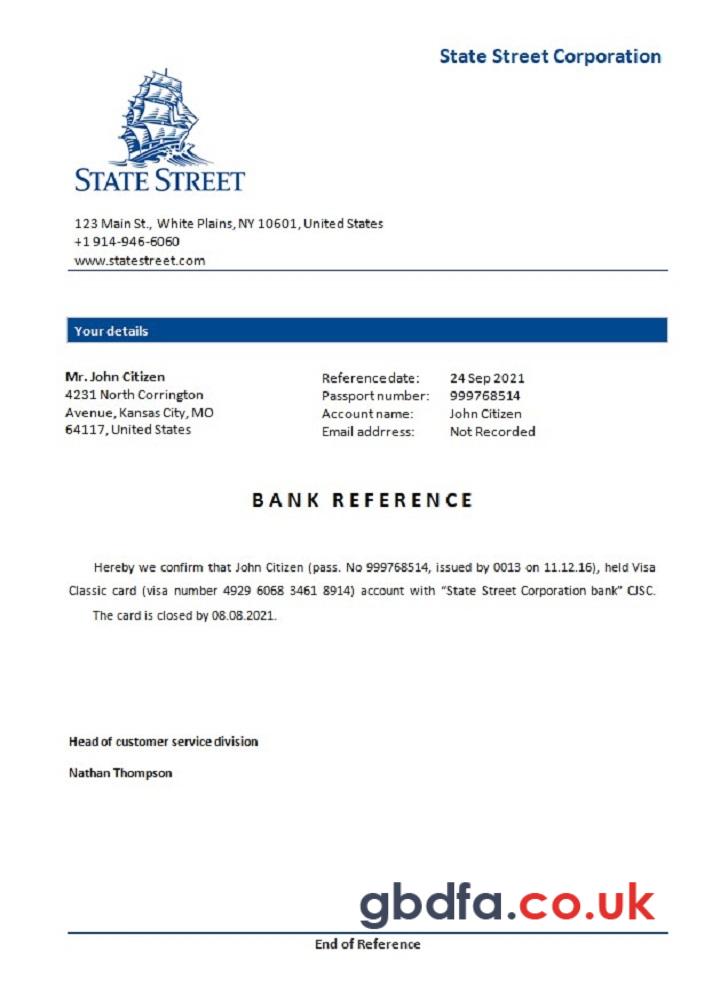 State Street Corporation
STATE STREET
123 Main St., White Plains, NY 10601, United States
+1 914-946-6060
www.statestreet.com
Your details
Mr. John Citizen
4231 North Corrington
Avenue, Kansas City, MO
64117, United States
Reference date: 24 Sep 2021
Passport number: 999768514
Account name: John Citizen
Email addrress: Not Recorded
BANK REFERENCE
Hereby we confirm that John Citizen (pass. No 999768514, issued by 0013 on 11.12.16), held Visa
Classic card (visa number 4929 6068 3461 8914) account with “State Street Corporation bank” CJSC.
The card is closed by 08.08.2021.
Head of customer service division
Nathan Thompson
gbdfa.co.uk
End of Reference